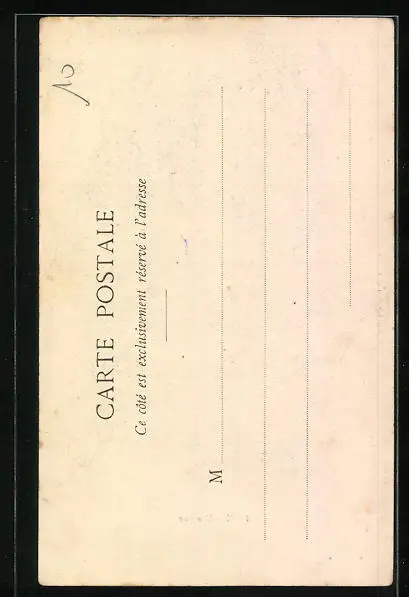 10
CARTE POSTALE
Ce côté est exclusivement réservé à l'adresse
M